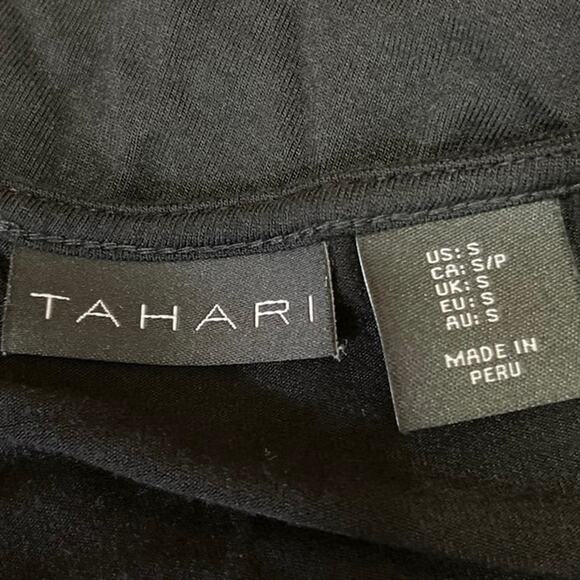 TAHARI
US: S
CA: S/P
UK: S
EU: S
AU: S
MADE IN
PERU